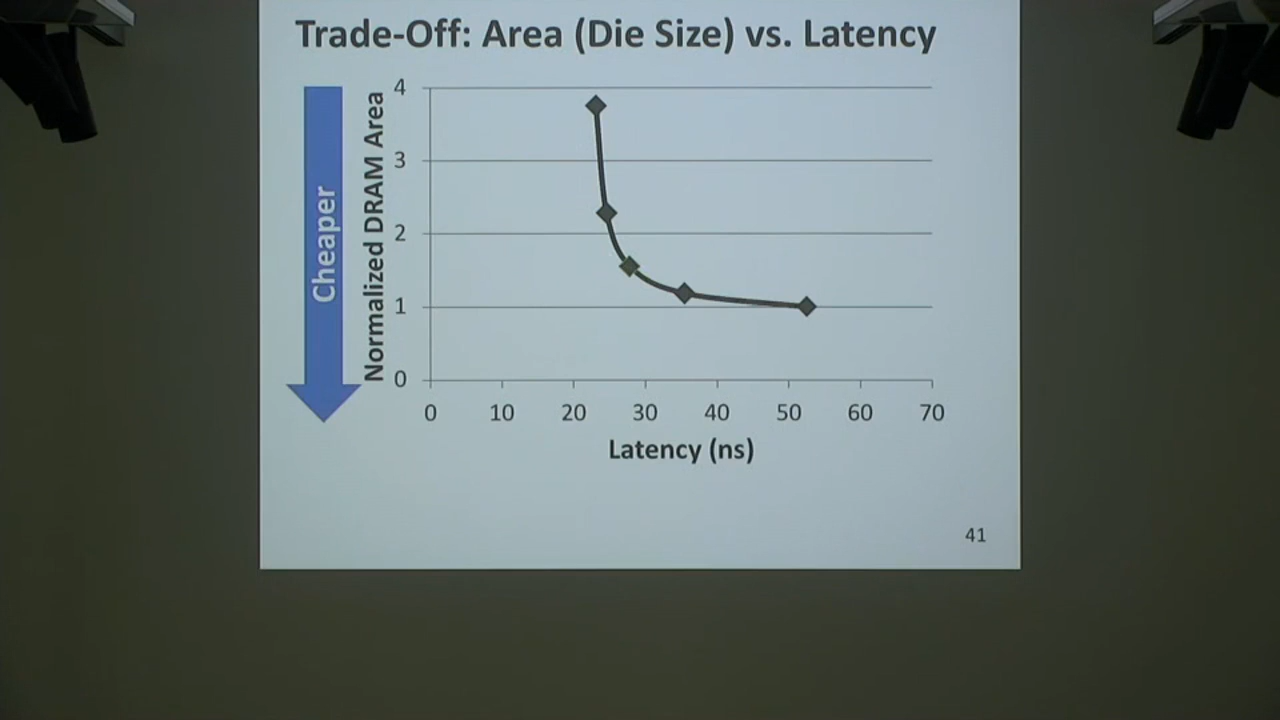 Trade-Off: Area (Die Size) vs. Latency
Cheaper
Normalized DRAM Area
4
3
2
1
0
0 10 20 30 40 50 60 70
Latency (ns)
41